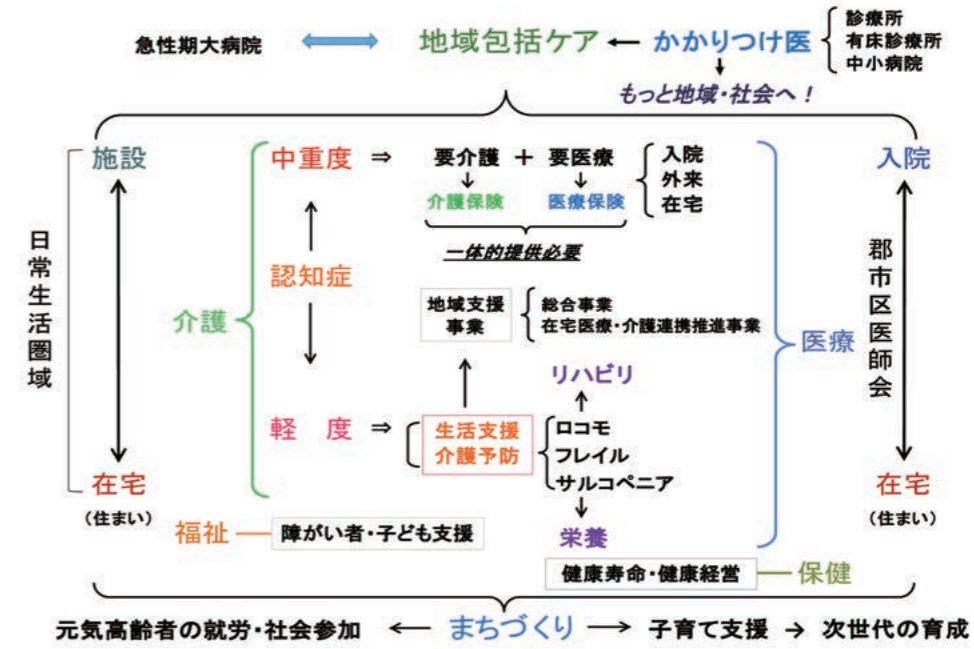 急性期大病院 ⇔ 地域包括ケア ← かかりつけ医
診療所
有床診療所
中小病院
もっと地域・社会へ！
日常生活圏域
施設
在宅
（住まい）
介護
中重度 ⇒ 要介護 ＋ 要医療
入院
外来
在宅
介護保険
医療保険
一体的提供必要
認知症
地域支援
事業
総合事業
在宅医療・介護連携推進事業
リハビリ
軽 度 ⇒
生活支援
介護予防
ロコモ
フレイル
サルコペニア
栄養
医療
入院
郡市区医師会
在宅
（住まい）
福祉
障がい者・子ども支援
健康寿命・健康経営
保健
元気高齢者の就労・社会参加 ← まちづくり → 子育て支援 → 次世代の育成